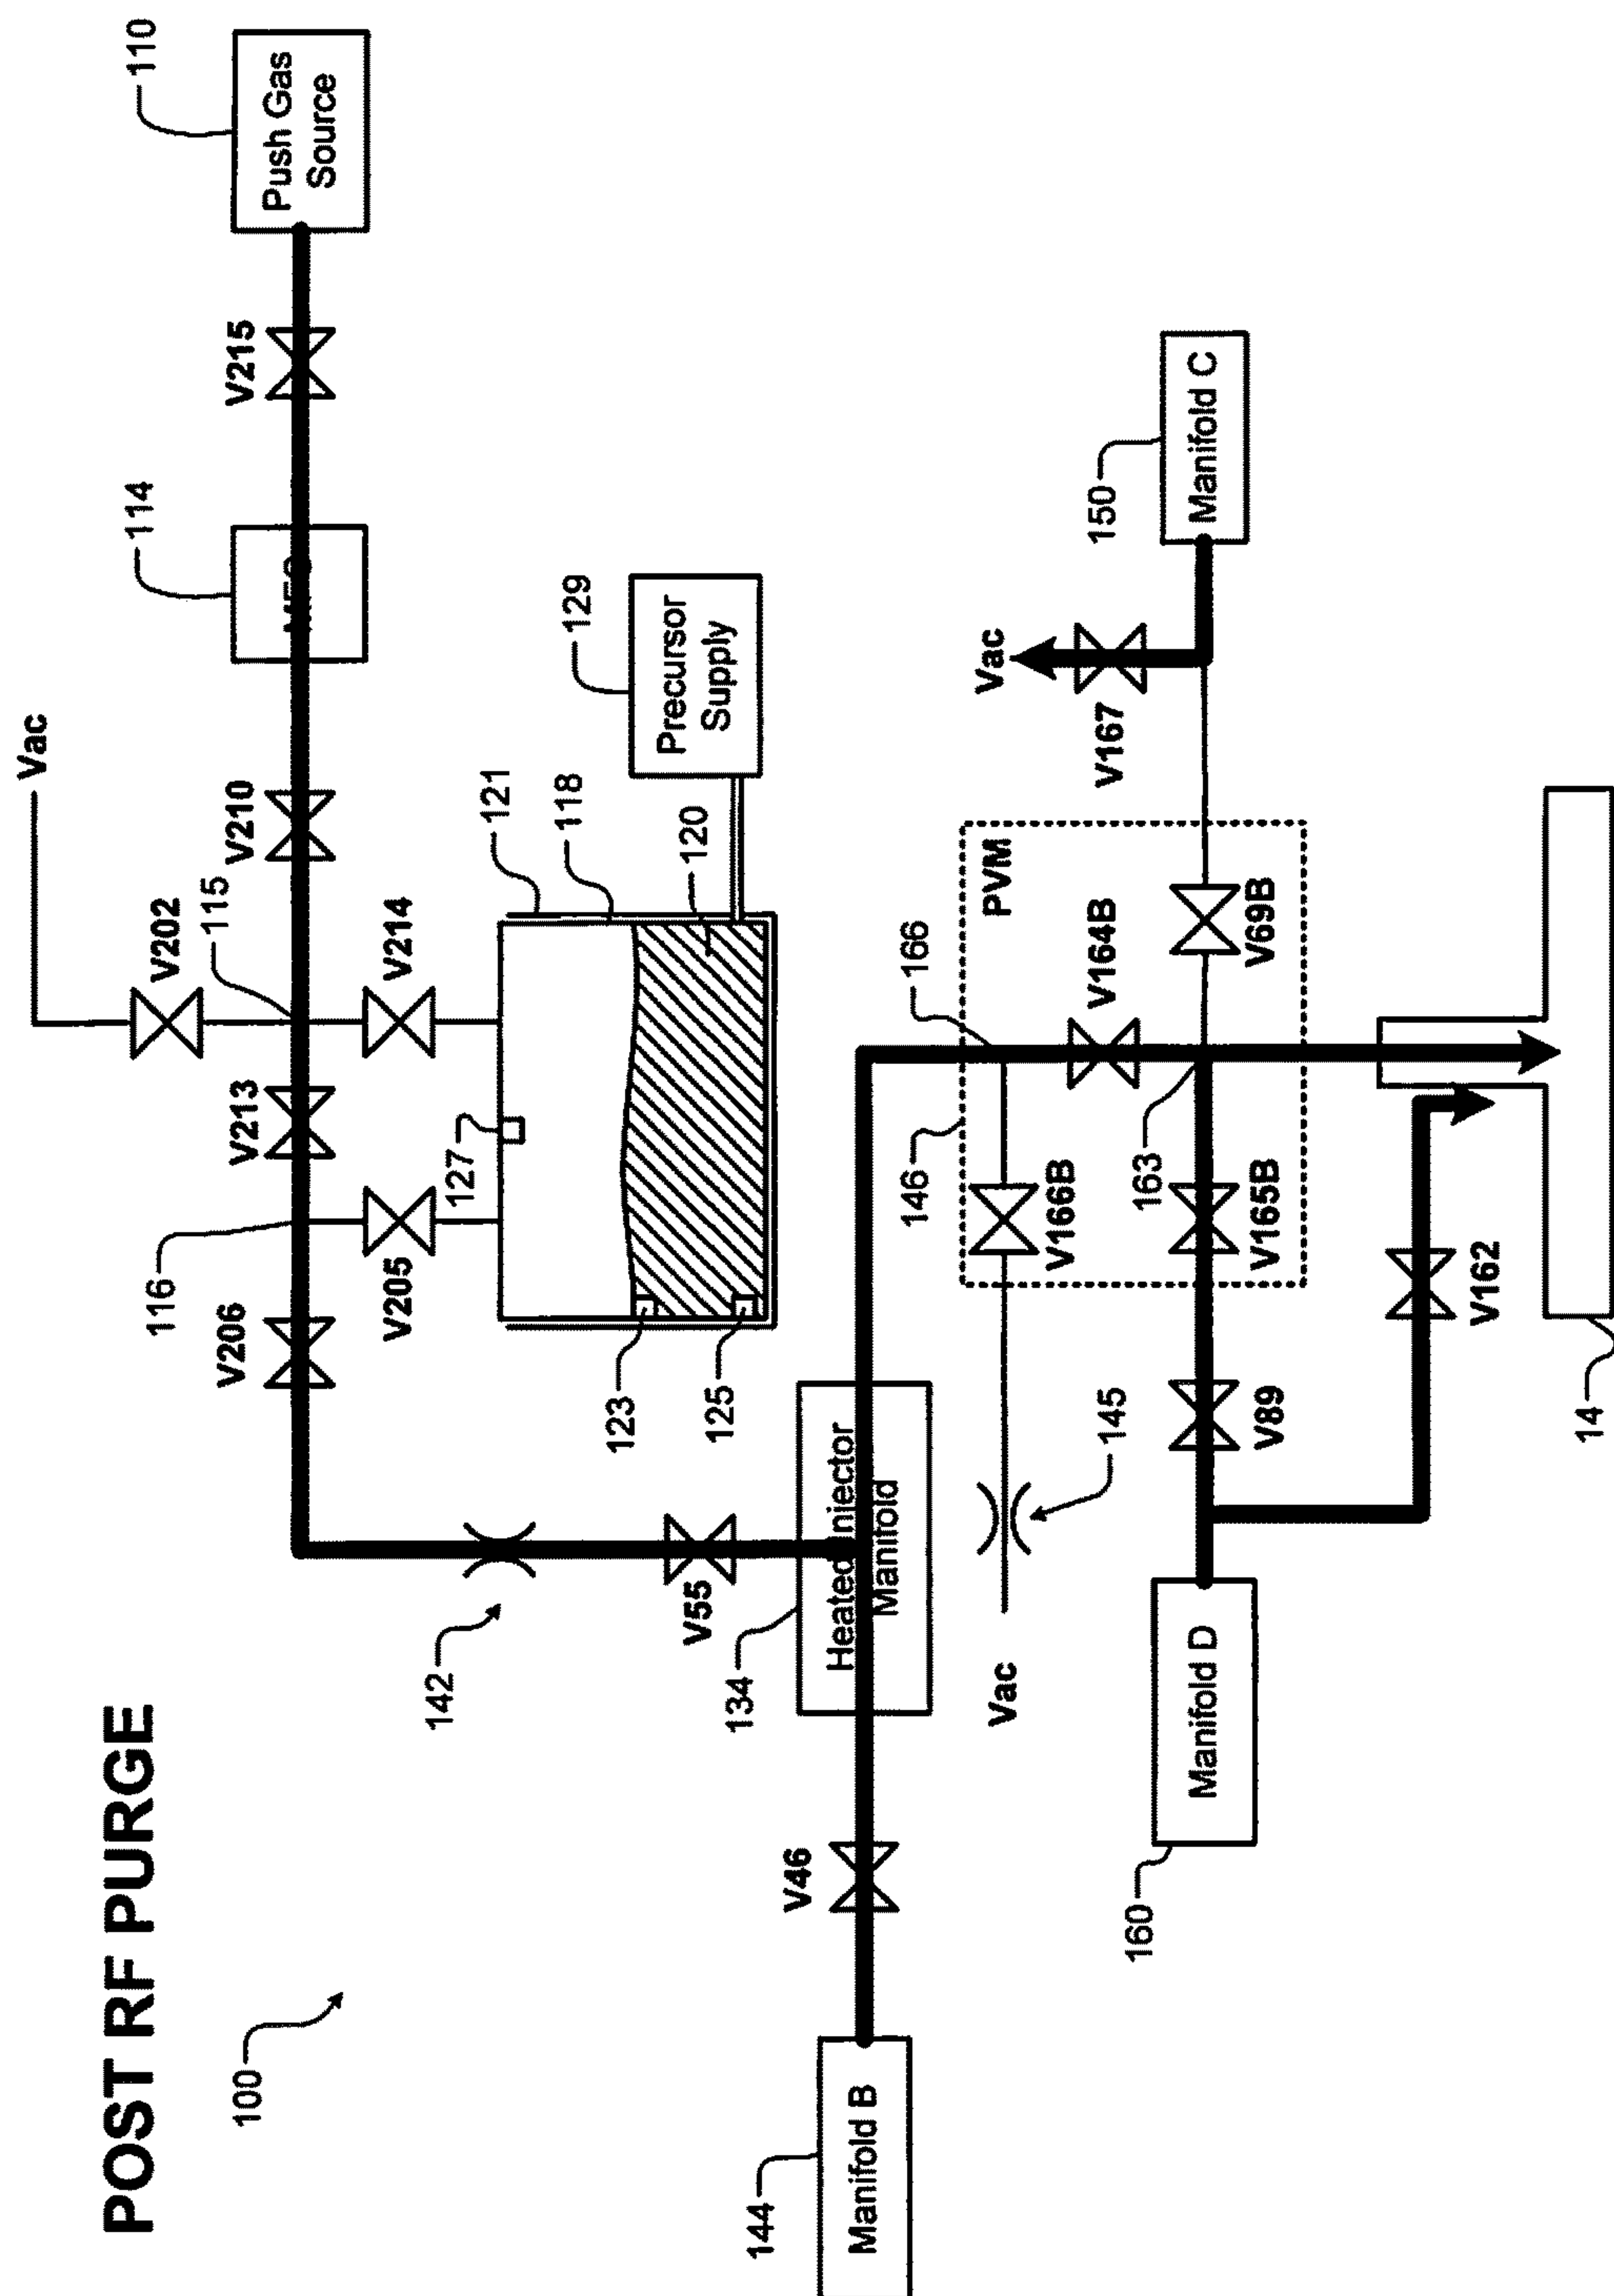 POST RF PURGE
100
Vac
110
Push Gas
Source
V215
114
V210
V202
115
V213
116
V206
V214
V205
127
121
118
120
129
Precursor
Supply
123
125
142
V55
134
Heated Injector
Manifold
V46
144
Manifold B
Vac
145
146
166
PVM
V166B
V164B
163
V165B
V69B
Vac
V167
150
Manifold C
160
Manifold D
V89
V162
14